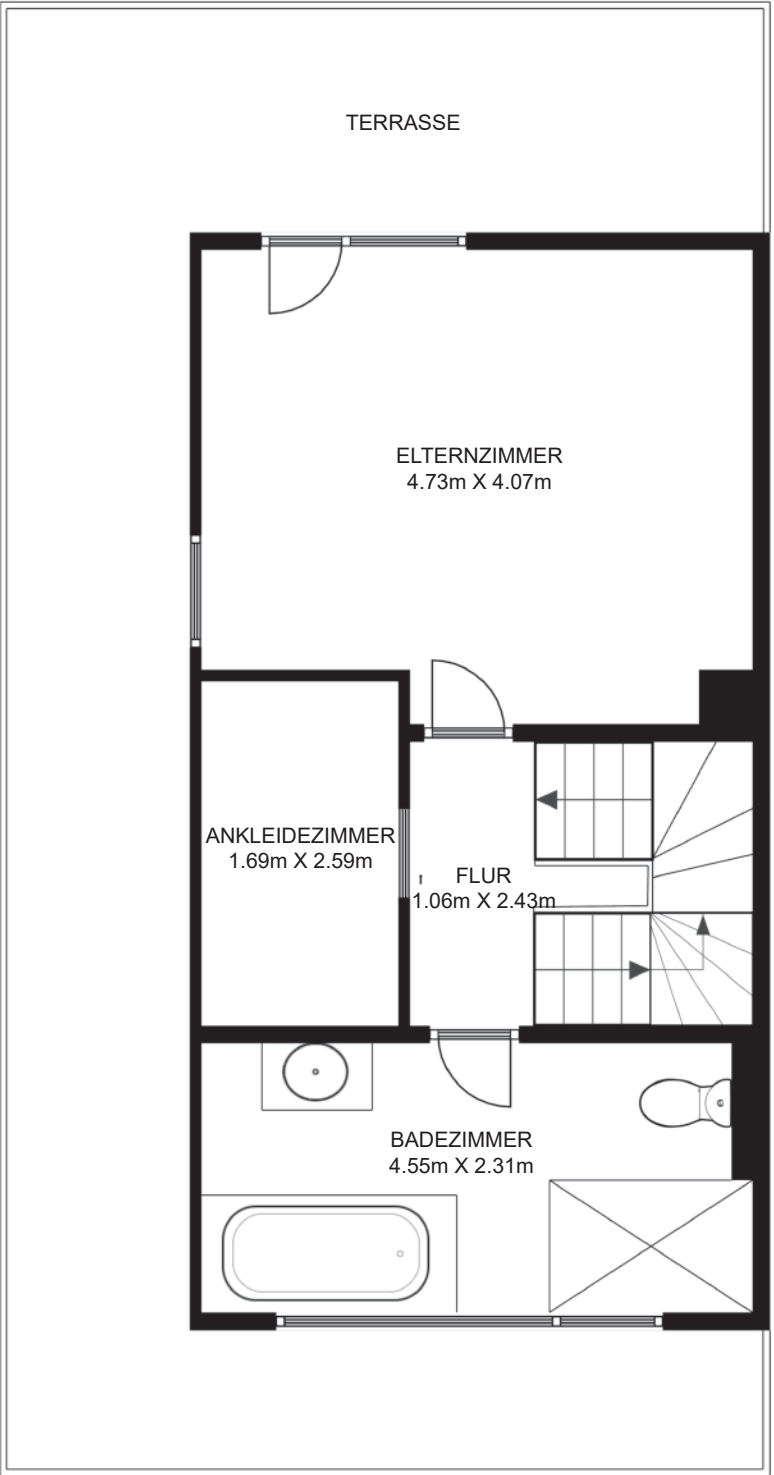 TERRASSE
ELTERNZIMMER
4.73m X 4.07m
ANKLEIDEZIMMER
1.69m X 2.59m
FLUR
1.06m X 2.43m
BADEZIMMER
4.55m X 2.31m